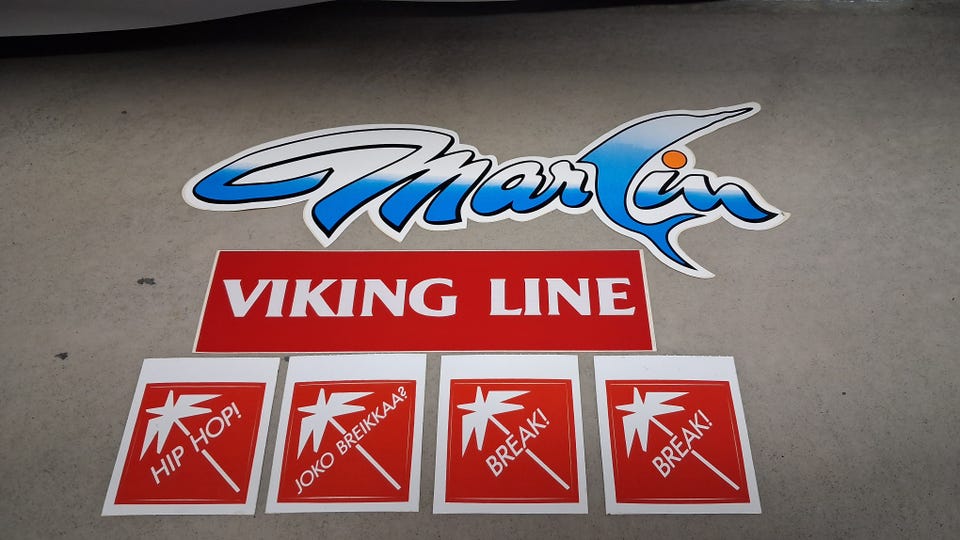 Marlin
VIKING LINE
HIP HOP!
JOKO BREIKKAA?
BREAK!
BREAK!